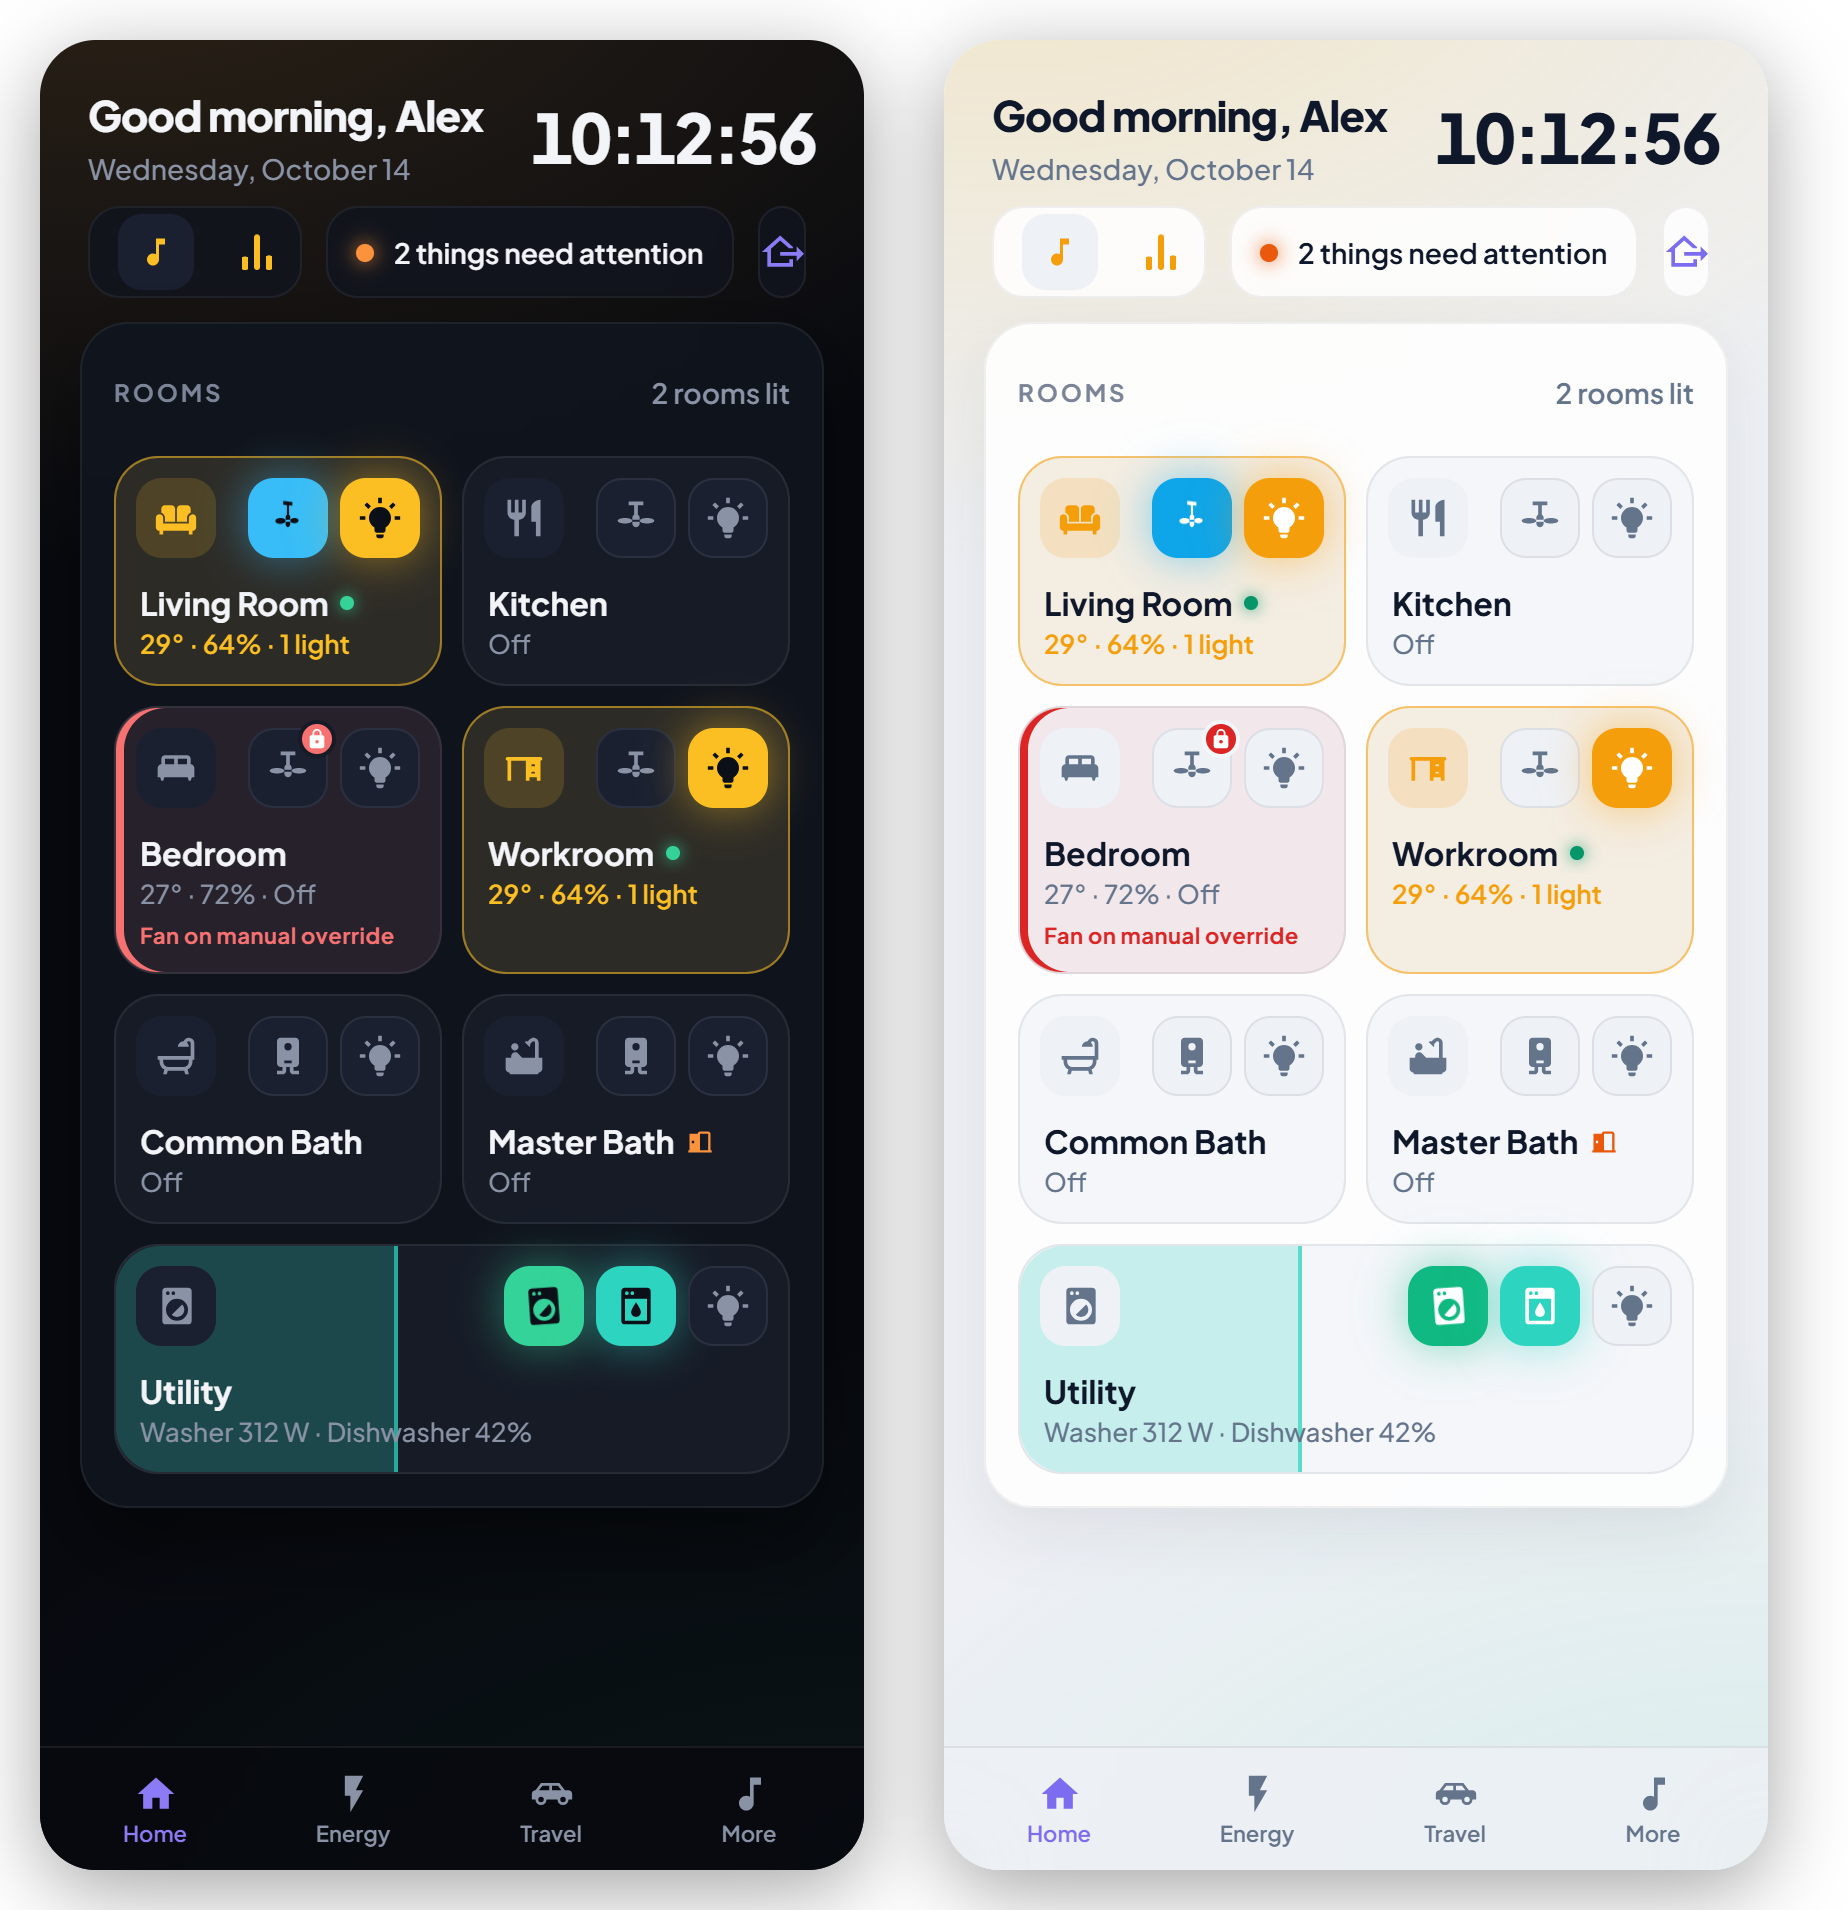 Good morning, Alex
Wednesday, October 14
10:12:56
2 things need attention
ROOMS
2 rooms lit
Living Room
29° · 64% · 1 light
Kitchen
Off
Bedroom
27° · 72% · Off
Fan on manual override
Workroom
29° · 64% · 1 light
Common Bath
Off
Master Bath
Off
Utility
Washer 312 W · Dishwasher 42%
Home
Energy
Travel
More
Good morning, Alex
Wednesday, October 14
10:12:56
2 things need attention
ROOMS
2 rooms lit
Living Room
29° · 64% · 1 light
Kitchen
Off
Bedroom
27° · 72% · Off
Fan on manual override
Workroom
29° · 64% · 1 light
Common Bath
Off
Master Bath
Off
Utility
Washer 312 W · Dishwasher 42%
Home
Energy
Travel
More